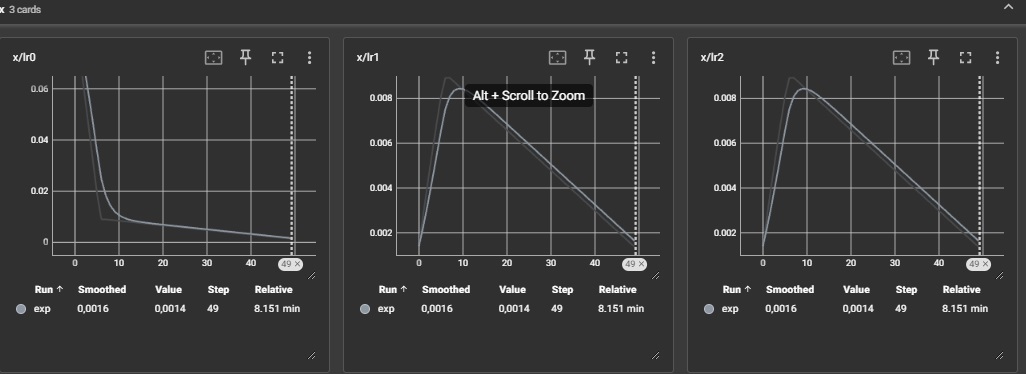 x 3 cards
x/lr0
0.06
0.04
0.02
0
0 10 20 30 40 49 ×
Run ↑ Smoothed Value Step Relative
exp 0,0016 0,0014 49 8.151 min
x/lr1
Alt + Scroll to Zoom
0.008
0.006
0.004
0.002
0 10 20 30 40 49 ×
Run ↑ Smoothed Value Step Relative
exp 0,0016 0,0014 49 8.151 min
x/lr2
0.008
0.006
0.004
0.002
0 10 20 30 40 49 ×
Run ↑ Smoothed Value Step Relative
exp 0,0016 0,0014 49 8.151 min